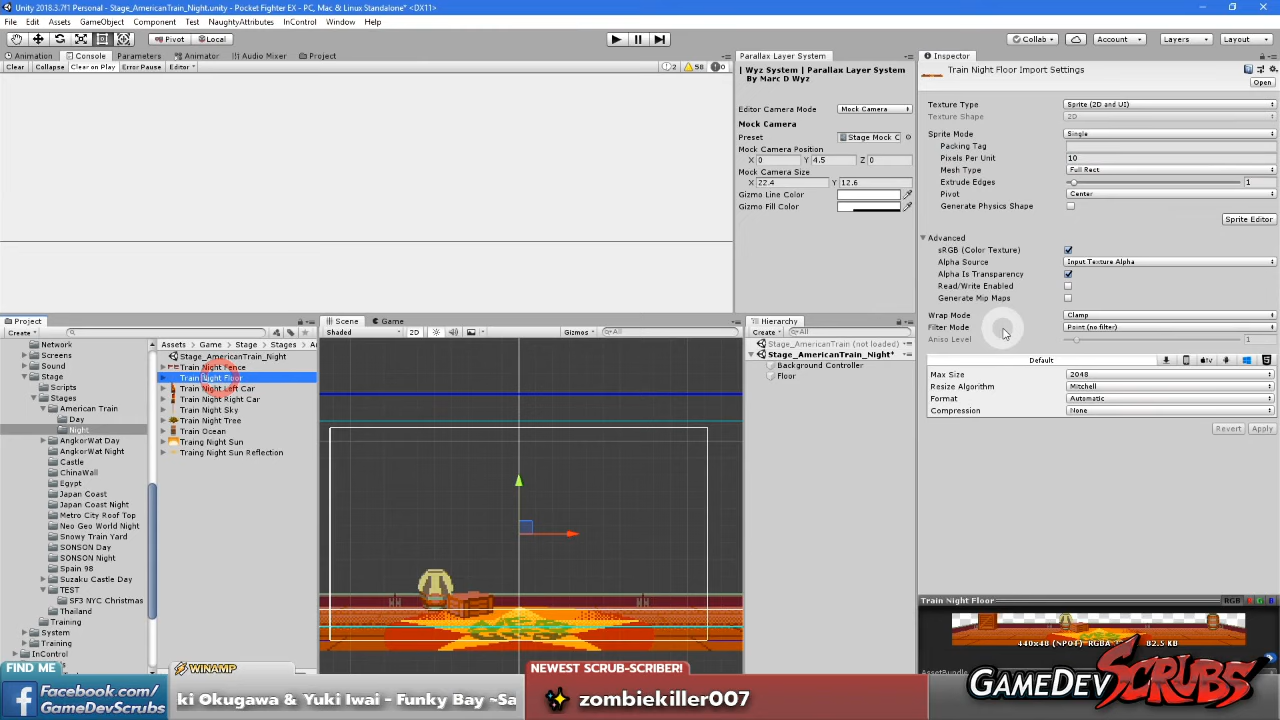 Unity 2018.3.7f1 Personal - Stage_AmericanTrain_Night.unity - Pocket Fighter EX - PC, Mac & Linux Standalone* <DX11>
File Edit Assets GameObject Component Test NaughtyAttributes InControl Window Help
Pivot Local Collab Account Layers Layout
Animation Console Parameters Animator Audio Mixer Project
Clear Collapse Clear on Play Error Pause Editor 2 58 0
Parallax Layer System
| Wyz System | Parallax Layer System
By Marc D Wyz
Editor Camera Mode Mock Camera
Mock Camera
Preset Stage Mock C
Mock Camera Position
X 0 Y 4.5 Z 0
Mock Camera Size
X 22.4 Y 12.6
Gizmo Line Color
Gizmo Fill Color
Inspector
Train Night Floor Import Settings
Open
Texture Type Sprite (2D and UI)
Texture Shape 2D
Sprite Mode Single
Packing Tag
Pixels Per Unit 10
Mesh Type Full Rect
Extrude Edges 1
Pivot Center
Generate Physics Shape
Sprite Editor
Advanced
sRGB (Color Texture)
Alpha Source Input Texture Alpha
Alpha Is Transparency
Read/Write Enabled
Generate Mip Maps
Wrap Mode Clamp
Filter Mode Point (no filter)
Aniso Level 1
Default
Max Size 2048
Resize Algorithm Mitchell
Format Automatic
Compression None
Revert Apply
Project
Create
Network
Screens
Sound
Stage
Scripts
Stages
American Train
Day
Night
AngkorWat Day
AngkorWat Night
Castle
ChinaWall
Egypt
Japan Coast
Japan Coast Night
Metro City Roof Top
Neo Geo World Night
Snowy Train Yard
SONSON Day
SONSON Night
Spain 98
Suzaku Castle Day
TEST
SF3 NYC Christmas
Thailand
Training
System
Training
InControl
Assets Game Stage Stages
Stage_AmericanTrain_Night
Train Night Fence
Train Night Floor
Train Night Left Car
Train Night Right Car
Train Night Sky
Train Night Tree
Train Ocean
Traing Night Sun
Traing Night Sun Reflection
Scene Game
Shaded 2D Gizmos All
Hierarchy
Create All
Stage_AmericanTrain (not loaded)
Stage_AmericanTrain_Night*
Background Controller
Floor
Train Night Floor RGB
440x48 (NPOT) RGBA 82.5 KB
AssetBundle
FIND ME
Facebook.com/
GameDevScrubs
WINAMP
ki Okugawa & Yuki Iwai - Funky Bay ~Sa
NEWEST SCRUB-SCRIBER!
zombiekiller007
GAMEDEV SCRUBS